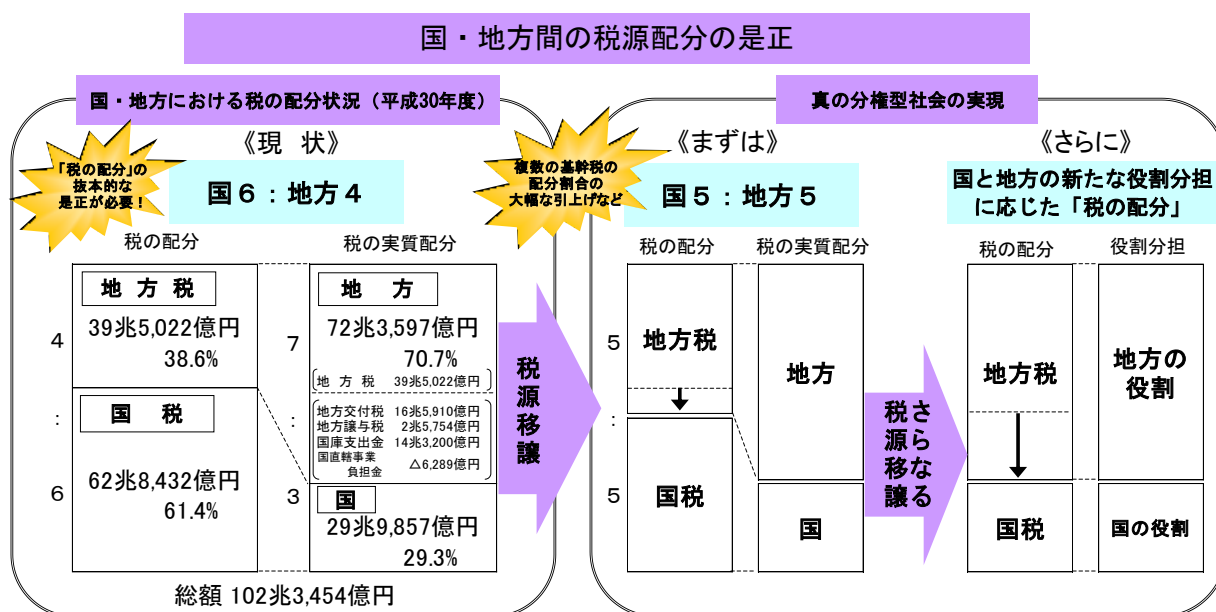 国・地方間の税源配分の是正
国・地方における税の配分状況（平成30年度）
「税の配分」の
抜本的な
是正が必要！
《現　状》
国６：地方４
税の配分
税の実質配分
4
:
6
地 方 税
39兆5,022億円
38.6%
国　税
62兆8,432億円
61.4%
7
:
3
地　方
72兆3,597億円
70.7%
地 方 税　39兆5,022億円
地方交付税　16兆5,910億円
地方譲与税　2兆5,754億円
国庫支出金　14兆3,200億円
国直轄事業
負担金　△6,289億円
国
29兆9,857億円
29.3%
総額 102兆3,454億円
税源移譲
真の分権型社会の実現
複数の基幹税の
配分割合の
大幅な引上げなど
《まずは》
国５：地方５
税の配分
税の実質配分
5
:
5
地方税
国税
地方
国
さらなる
税源移譲
《さらに》
国と地方の新たな役割分担
に応じた「税の配分」
税の配分
役割分担
地方税
国税
地方の
役割
国の役割